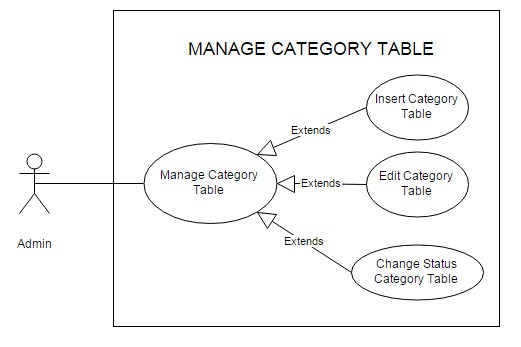 MANAGE CATEGORY TABLE
Insert Category
Table
Extends
Manage Category
Table
Extends
Edit Category
Table
Admin
Extends
Change Status
Category Table